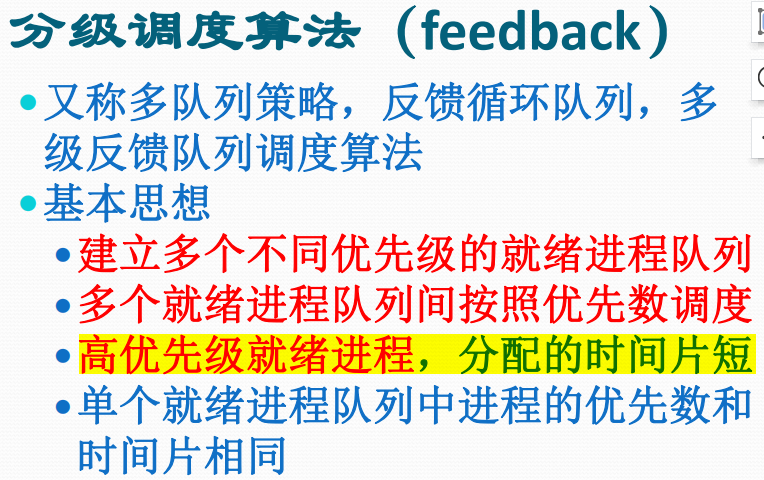 分级调度算法（feedback）
•又称多队列策略，反馈循环队列，多
级反馈队列调度算法
•基本思想
•建立多个不同优先级的就绪进程队列
•多个就绪进程队列间按照优先数调度
•高优先级就绪进程，分配的时间片短
•单个就绪进程队列中进程的优先数和
时间片相同